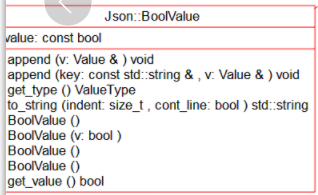 Json::BoolValue
value: const bool
append (v: Value & ) void
append (key: const std::string & , v: Value & ) void
get_type () ValueType
to_string (indent: size_t , cont_line: bool ) std::string
BoolValue ()
BoolValue (v: bool )
BoolValue ()
BoolValue ()
get_value () bool